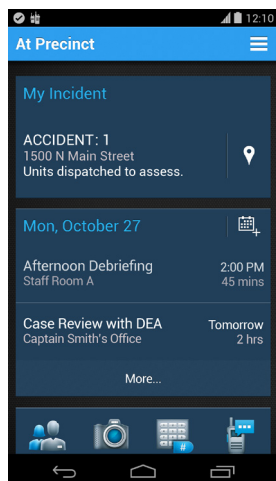 12:10
At Precinct
My Incident
ACCIDENT: 1
1500 N Main Street
Units dispatched to assess.
Mon, October 27
Afternoon Debriefing 2:00 PM
Staff Room A 45 mins
Case Review with DEA Tomorrow
Captain Smith's Office 2 hrs
More...
#